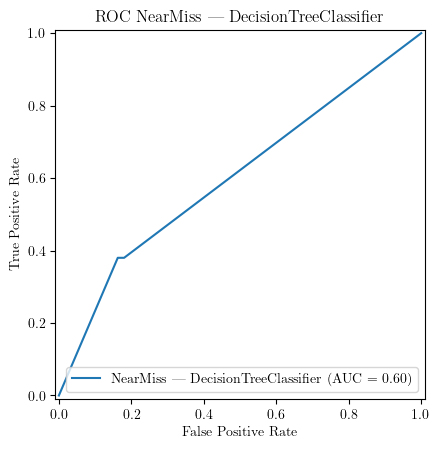 ROC NearMiss — DecisionTreeClassifier
1.0
0.8
0.6
0.4
0.2
0.0
True Positive Rate
NearMiss — DecisionTreeClassifier (AUC = 0.60)
0.0 0.2 0.4 0.6 0.8 1.0
False Positive Rate